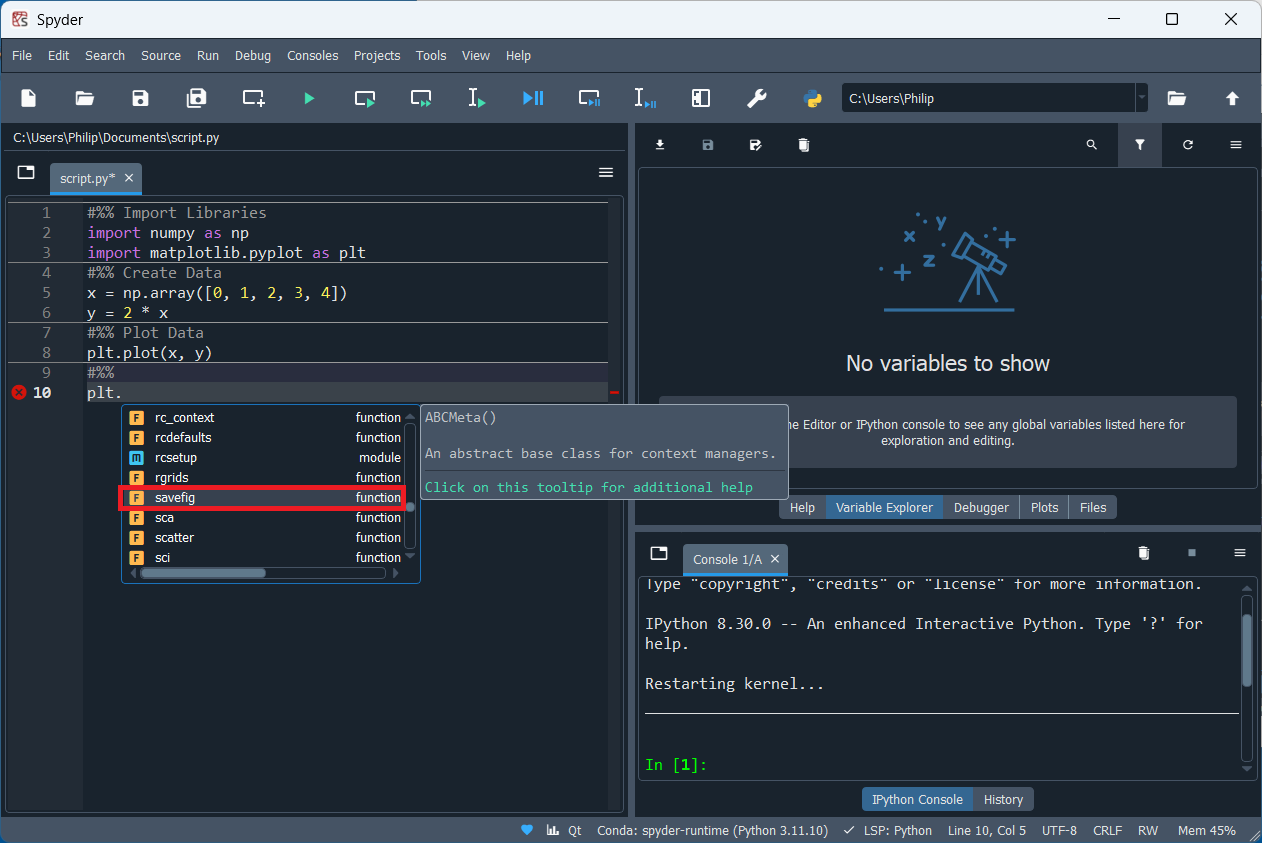 Spyder
File Edit Search Source Run Debug Consoles Projects Tools View Help
C:\Users\Philip
C:\Users\Philip\Documents\script.py
script.py*
1 #%% Import Libraries
2 import numpy as np
3 import matplotlib.pyplot as plt
4 #%% Create Data
5 x = np.array([0, 1, 2, 3, 4])
6 y = 2 * x
7 #%% Plot Data
8 plt.plot(x, y)
9 #%%
10 plt.
F rc_context function
F rcdefaults function
m rcsetup module
F rgrids function
F savefig function
F sca function
F scatter function
F sci function
ABCMeta()
An abstract base class for context managers.
Click on this tooltip for additional help
x y z
No variables to show
Editor or IPython console to see any global variables listed here for
exploration and editing.
Help Variable Explorer Debugger Plots Files
Console 1/A
Type "copyright", "credits" or "license" for more information.
IPython 8.30.0 -- An enhanced Interactive Python. Type '?' for
help.
Restarting kernel...
In [1]:
IPython Console History
Qt Conda: spyder-runtime (Python 3.11.10) LSP: Python Line 10, Col 5 UTF-8 CRLF RW Mem 45%